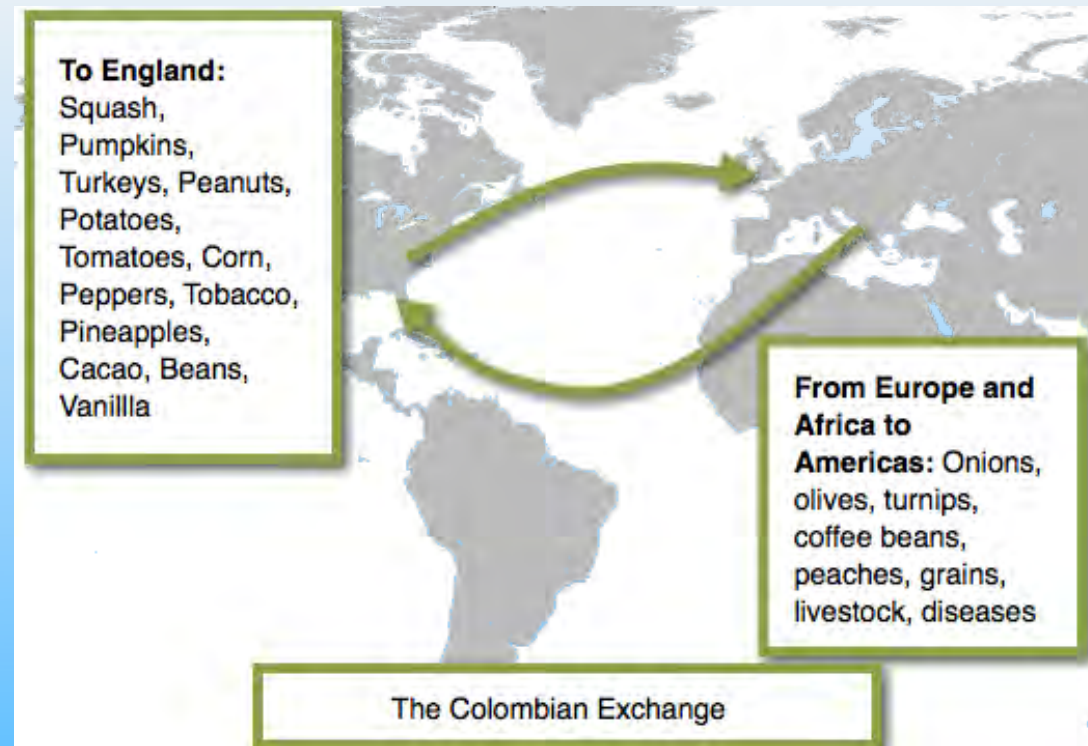 To England:
Squash,
Pumpkins,
Turkeys, Peanuts,
Potatoes,
Tomatoes, Corn,
Peppers, Tobacco,
Pineapples,
Cacao, Beans,
Vanillla
From Europe and
Africa to
Americas: Onions,
olives, turnips,
coffee beans,
peaches, grains,
livestock, diseases
The Colombian Exchange